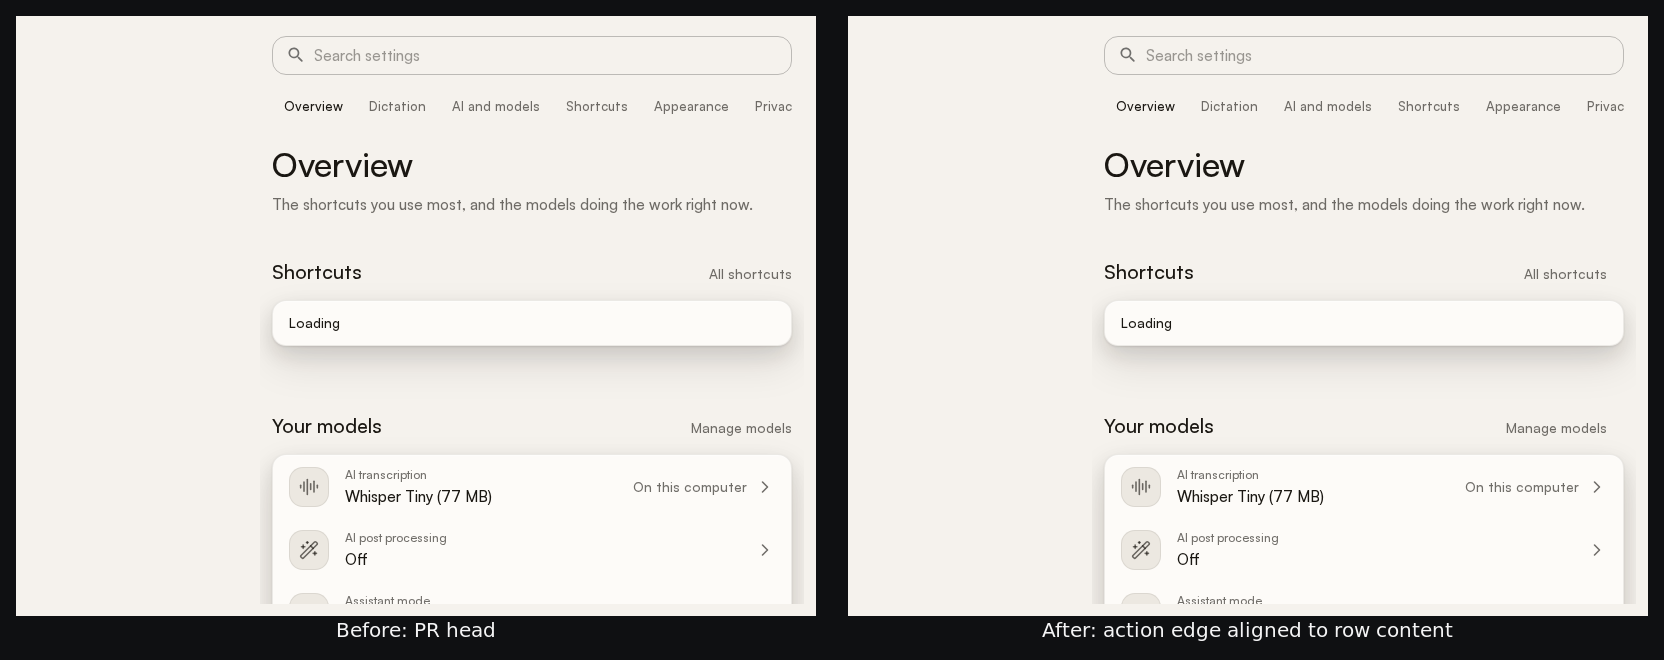 Search settings
Overview Dictation AI and models Shortcuts Appearance Privac
Overview
The shortcuts you use most, and the models doing the work right now.
Shortcuts All shortcuts
Loading
Your models Manage models
AI transcription
Whisper Tiny (77 MB) On this computer
AI post processing
Off
Assistant mode
Before: PR head
Search settings
Overview Dictation AI and models Shortcuts Appearance Privac
Overview
The shortcuts you use most, and the models doing the work right now.
Shortcuts All shortcuts
Loading
Your models Manage models
AI transcription
Whisper Tiny (77 MB) On this computer
AI post processing
Off
Assistant mode
After: action edge aligned to row content